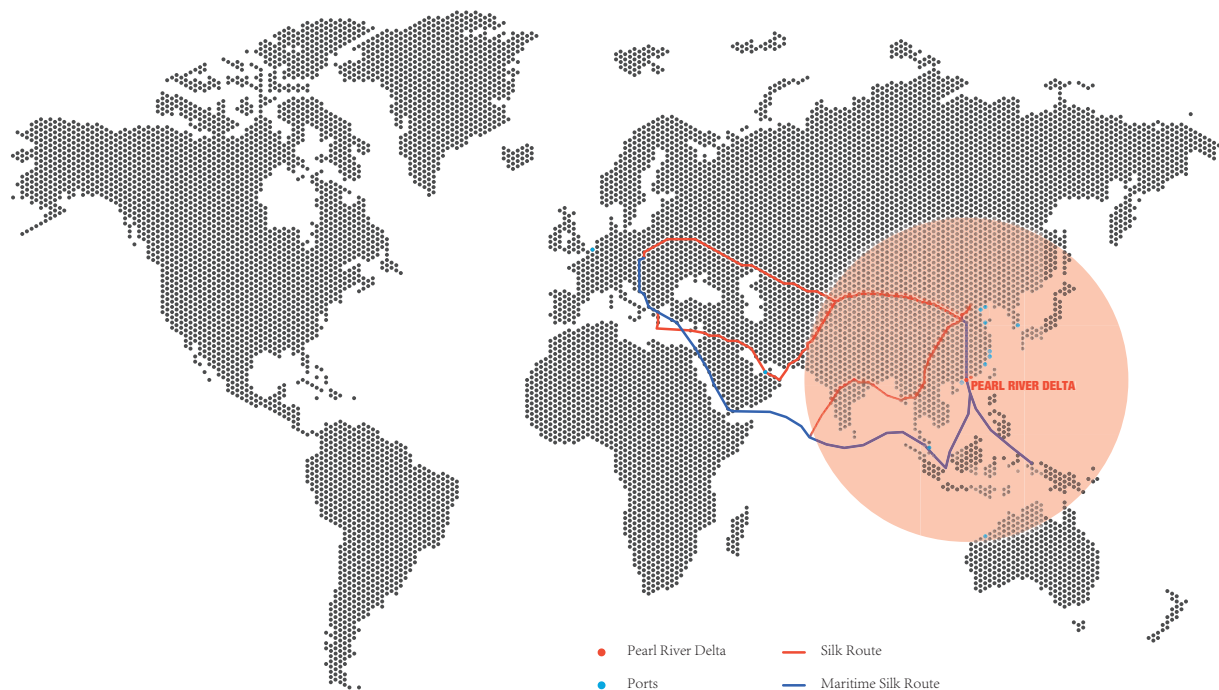 PEARL RIVER DELTA
Pearl River Delta
Silk Route
Ports
Maritime Silk Route